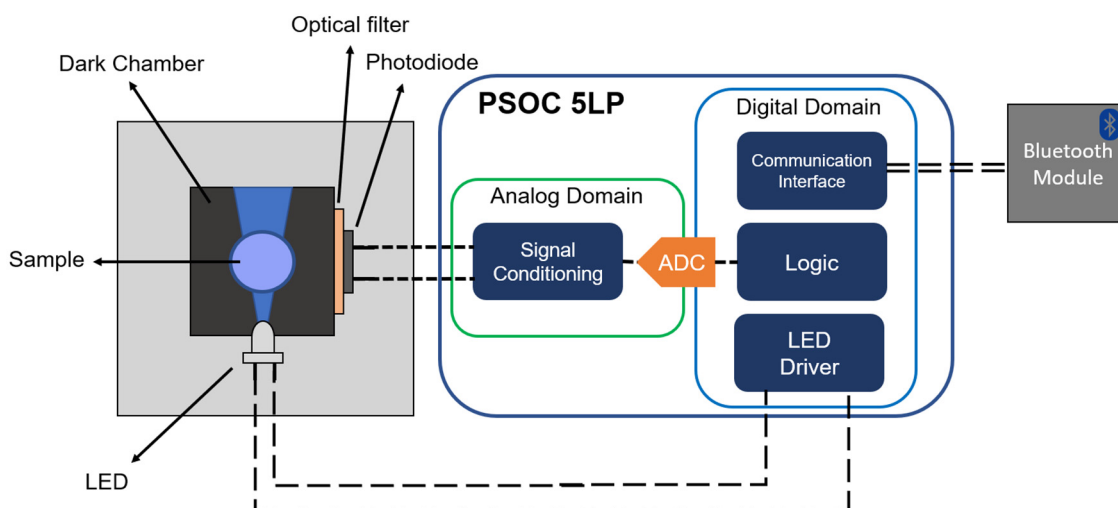 Optical filter
Dark Chamber
Photodiode
PSOC 5LP
Digital Domain
Communication
Interface
Bluetooth
Module
Analog Domain
Sample
Signal
Conditioning
ADC
Logic
LED
Driver
LED